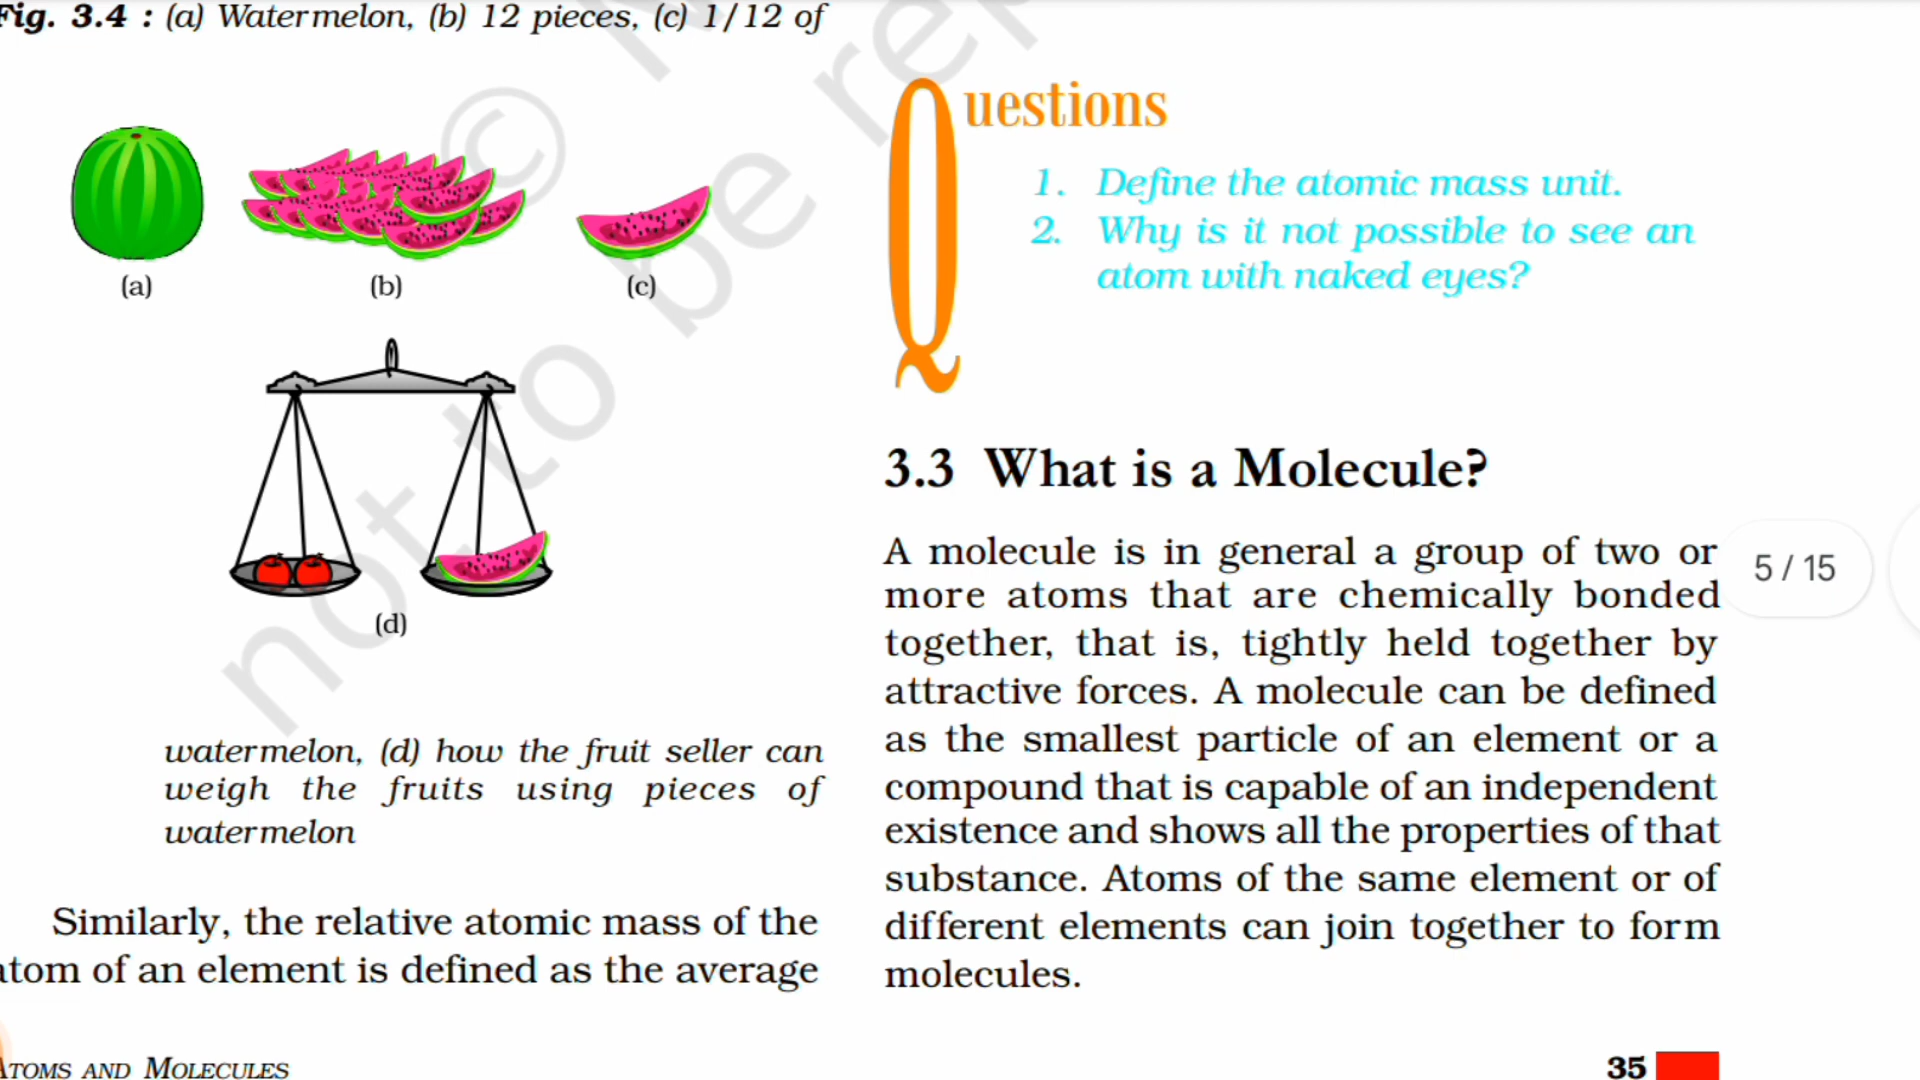 Fig. 3.4 : (a) Watermelon, (b) 12 pieces, (c) 1/12 of
(a)
(b)
(c)
(d)
watermelon, (d) how the fruit seller can
weigh the fruits using pieces of
watermelon
Similarly, the relative atomic mass of the
atom of an element is defined as the average
ATOMS AND MOLECULES
Questions
1. Define the atomic mass unit.
2. Why is it not possible to see an
atom with naked eyes?
3.3 What is a Molecule?
A molecule is in general a group of two or
more atoms that are chemically bonded
together, that is, tightly held together by
attractive forces. A molecule can be defined
as the smallest particle of an element or a
compound that is capable of an independent
existence and shows all the properties of that
substance. Atoms of the same element or of
different elements can join together to form
molecules.
5 / 15
35
©
not to be